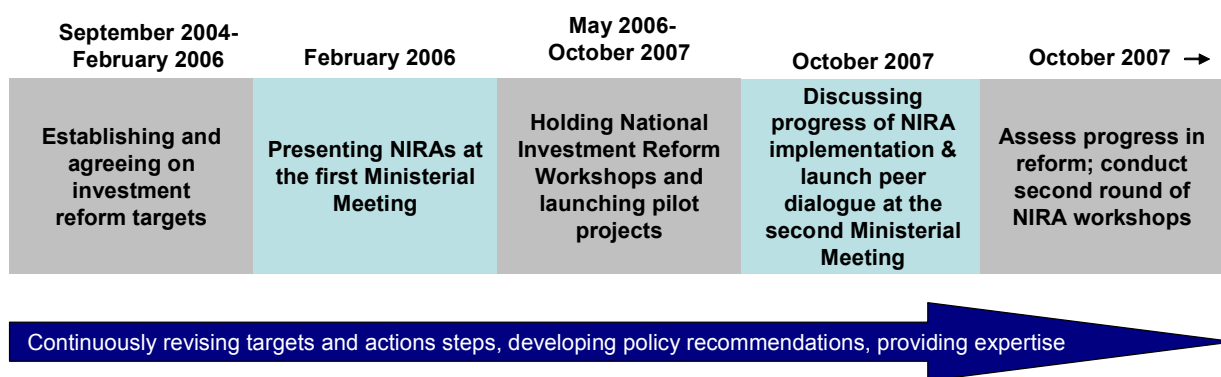 September 2004-
February 2006
February 2006
May 2006-
October 2007
October 2007
October 2007 →
Establishing and
agreeing on
investment
reform targets
Presenting NIRAs at
the first Ministerial
Meeting
Holding National
Investment Reform
Workshops and
launching pilot
projects
Discussing
progress of NIRA
implementation &
launch peer
dialogue at the
second Ministerial
Meeting
Assess progress in
reform; conduct
second round of
NIRA workshops
Continuously revising targets and actions steps, developing policy recommendations, providing expertise